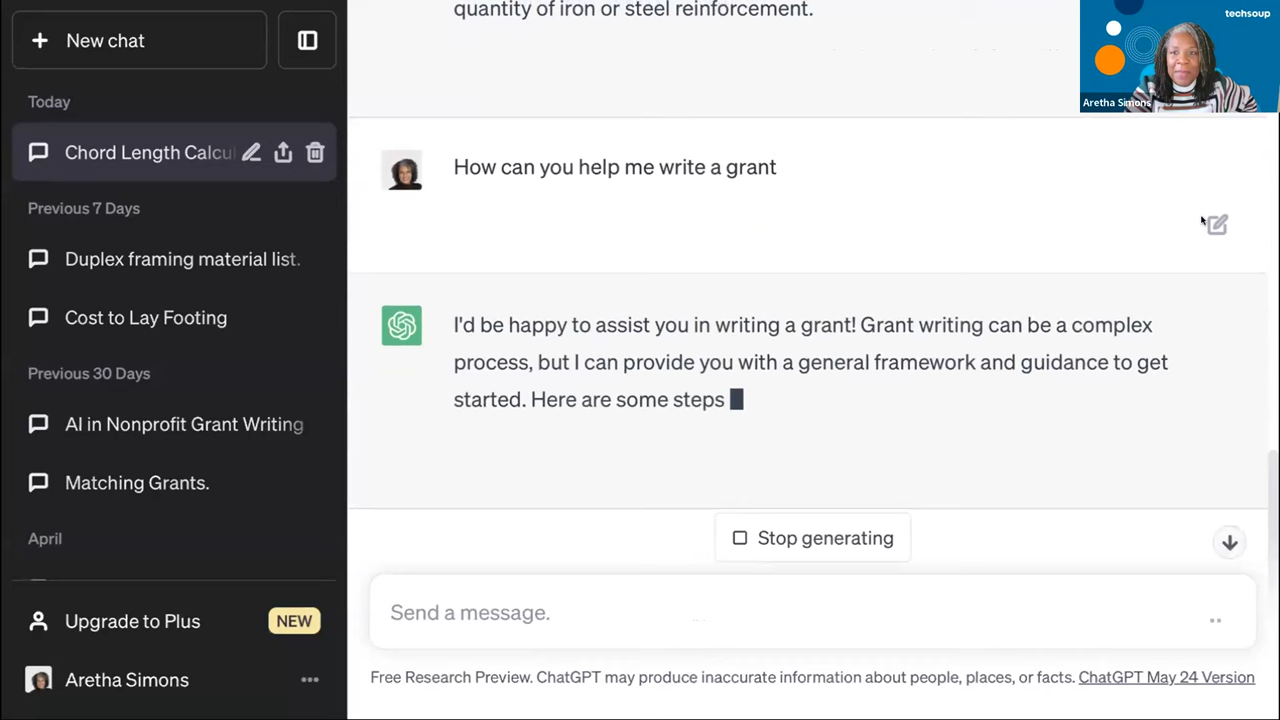 New chat
Today
Chord Length Calcu
Previous 7 Days
Duplex framing material list.
Cost to Lay Footing
Previous 30 Days
AI in Nonprofit Grant Writing
Matching Grants.
April
Upgrade to Plus NEW
Aretha Simons
quantity of iron or steel reinforcement.
techsoup
Aretha Simons
How can you help me write a grant
I'd be happy to assist you in writing a grant! Grant writing can be a complex
process, but I can provide you with a general framework and guidance to get
started. Here are some steps
Stop generating
Send a message.
Free Research Preview. ChatGPT may produce inaccurate information about people, places, or facts. ChatGPT May 24 Version